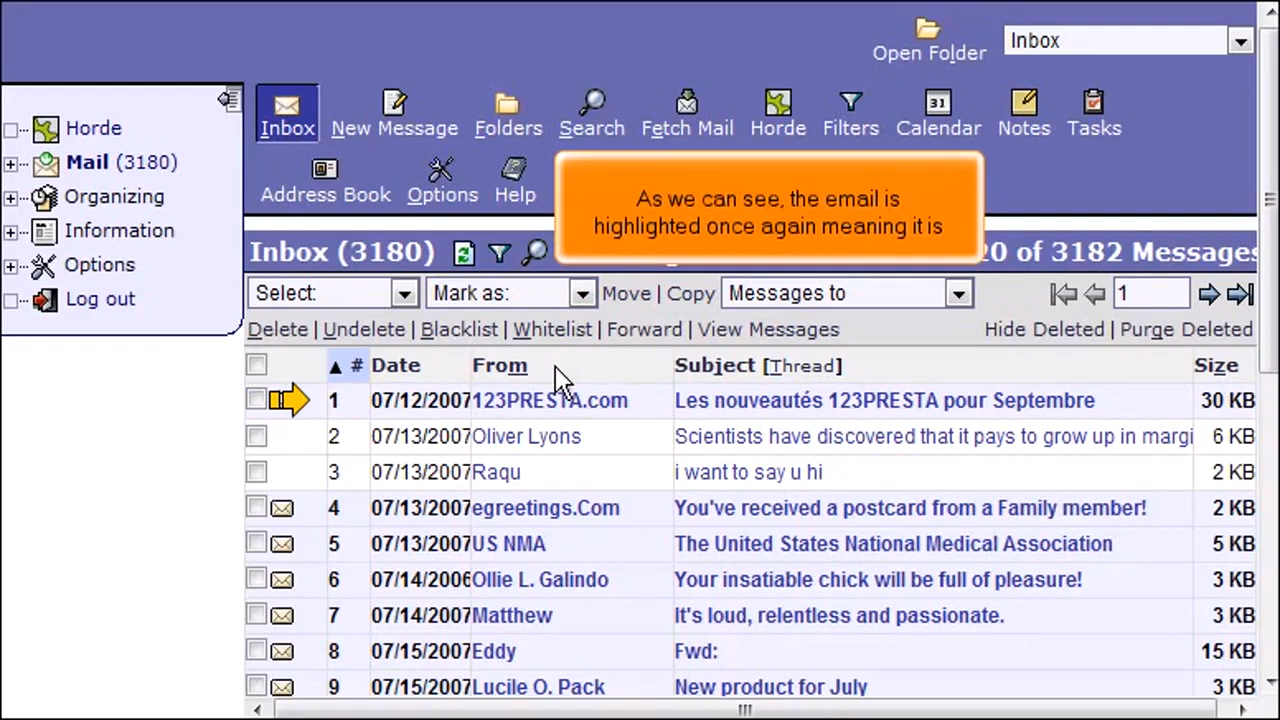 Open Folder
Inbox
Inbox New Message Folders Search Fetch Mail Horde Filters Calendar Notes Tasks
Address Book Options Help
Horde
Mail (3180)
Organizing
Information
Options
Log out
As we can see, the email is
highlighted once again meaning it is
Inbox (3180) 20 of 3182 Messages
Select: Mark as: Move | Copy Messages to 1
Delete | Undelete | Blacklist | Whitelist | Forward | View Messages Hide Deleted | Purge Deleted
# Date From Subject [Thread] Size
1 07/12/2007 123PRESTA.com Les nouveautés 123PRESTA pour Septembre 30 KB
2 07/13/2007 Oliver Lyons Scientists have discovered that it pays to grow up in margi 6 KB
3 07/13/2007 Raqu i want to say u hi 2 KB
4 07/13/2007 egreetings.Com You've received a postcard from a Family member! 2 KB
5 07/13/2007 US NMA The United States National Medical Association 5 KB
6 07/14/2006 Ollie L. Galindo Your insatiable chick will be full of pleasure! 3 KB
7 07/14/2007 Matthew It's loud, relentless and passionate. 3 KB
8 07/15/2007 Eddy Fwd: 15 KB
9 07/15/2007 Lucile O. Pack New product for July 3 KB